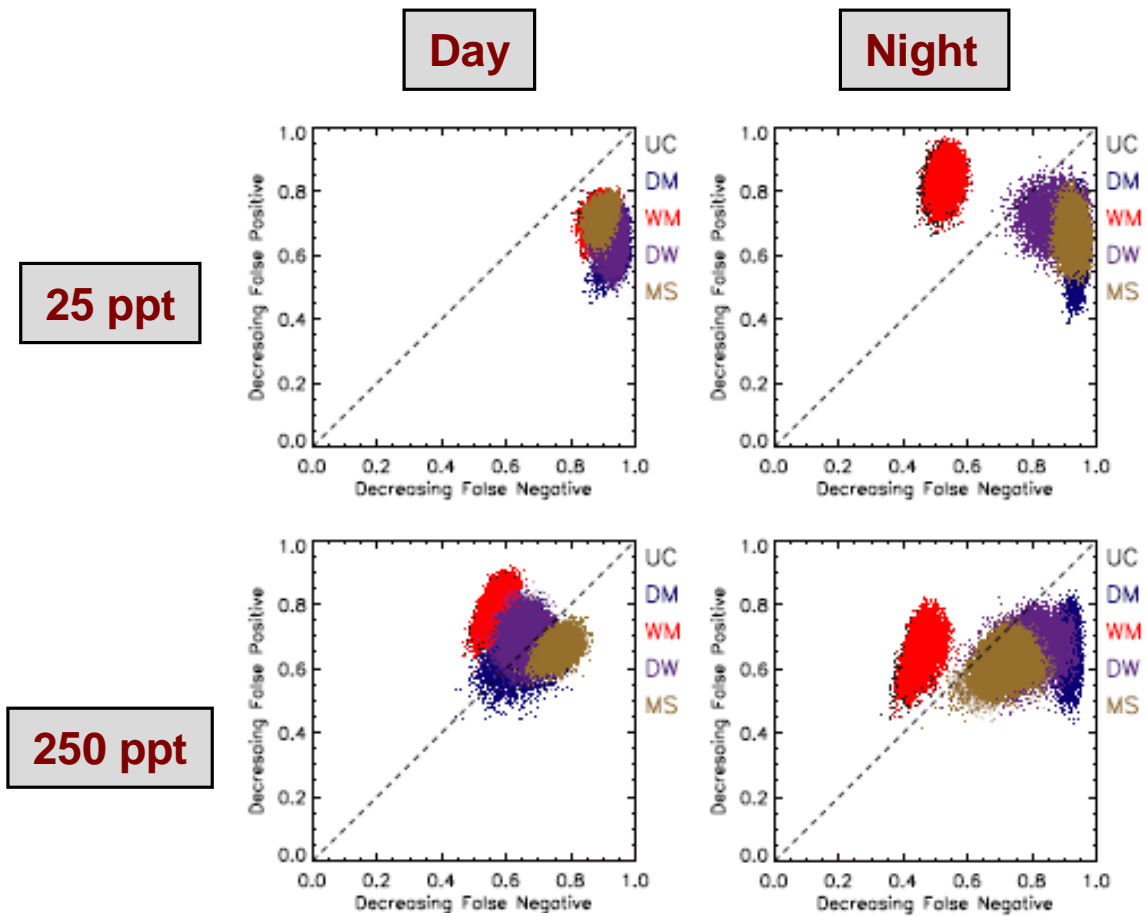 Day
Night
25 ppt
250 ppt
Decreasing False Positive
1.0
0.8
0.6
0.4
0.2
0.0
0.0 0.2 0.4 0.6 0.8 1.0
Decreasing False Negative
UC
DM
WM
DW
MS
Decreasing False Positive
1.0
0.8
0.6
0.4
0.2
0.0
0.0 0.2 0.4 0.6 0.8 1.0
Decreasing False Negative
UC
DM
WM
DW
MS
Decreasing False Positive
1.0
0.8
0.6
0.4
0.2
0.0
0.0 0.2 0.4 0.6 0.8 1.0
Decreasing False Negative
UC
DM
WM
DW
MS
Decreasing False Positive
1.0
0.8
0.6
0.4
0.2
0.0
0.0 0.2 0.4 0.6 0.8 1.0
Decreasing False Negative
UC
DM
WM
DW
MS